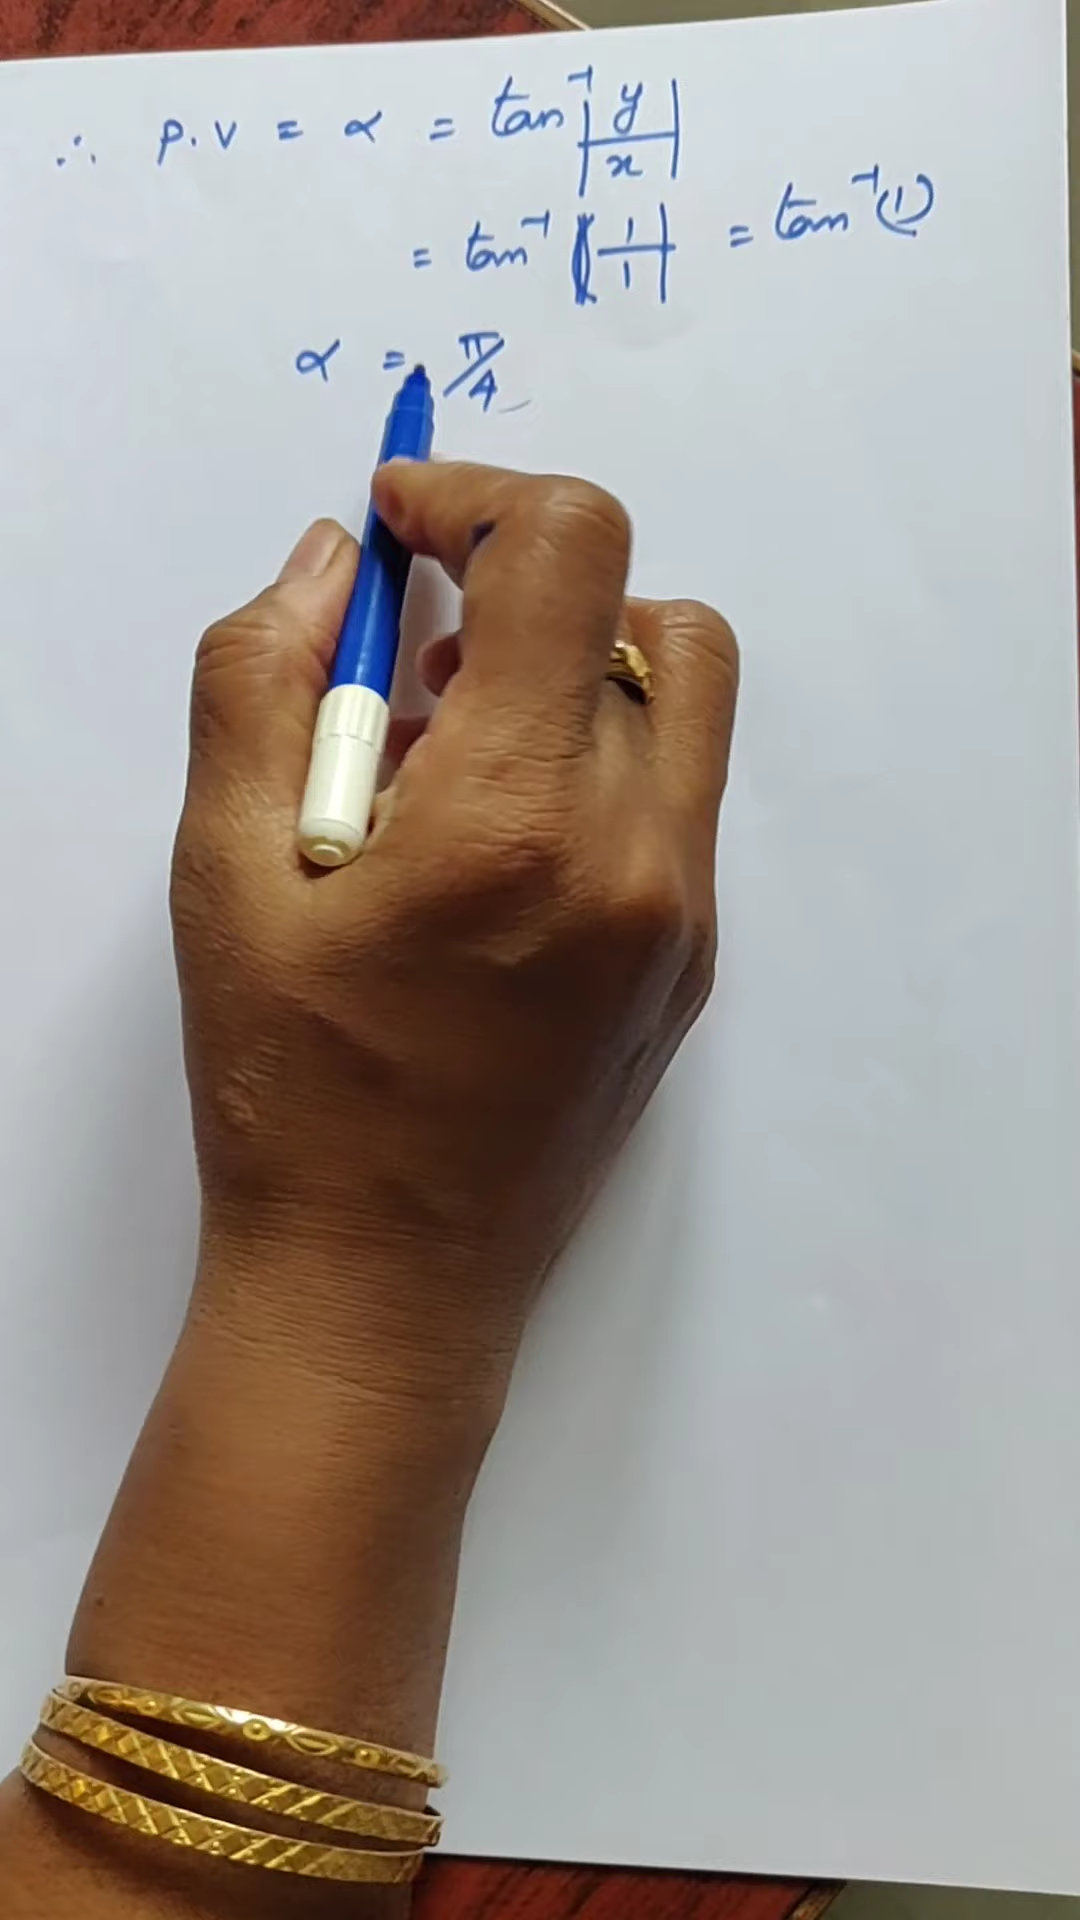 ∴ P.V = α = tan⁻¹|y/x|
= tan⁻¹|1/1| = tan⁻¹(1)
α = π/4